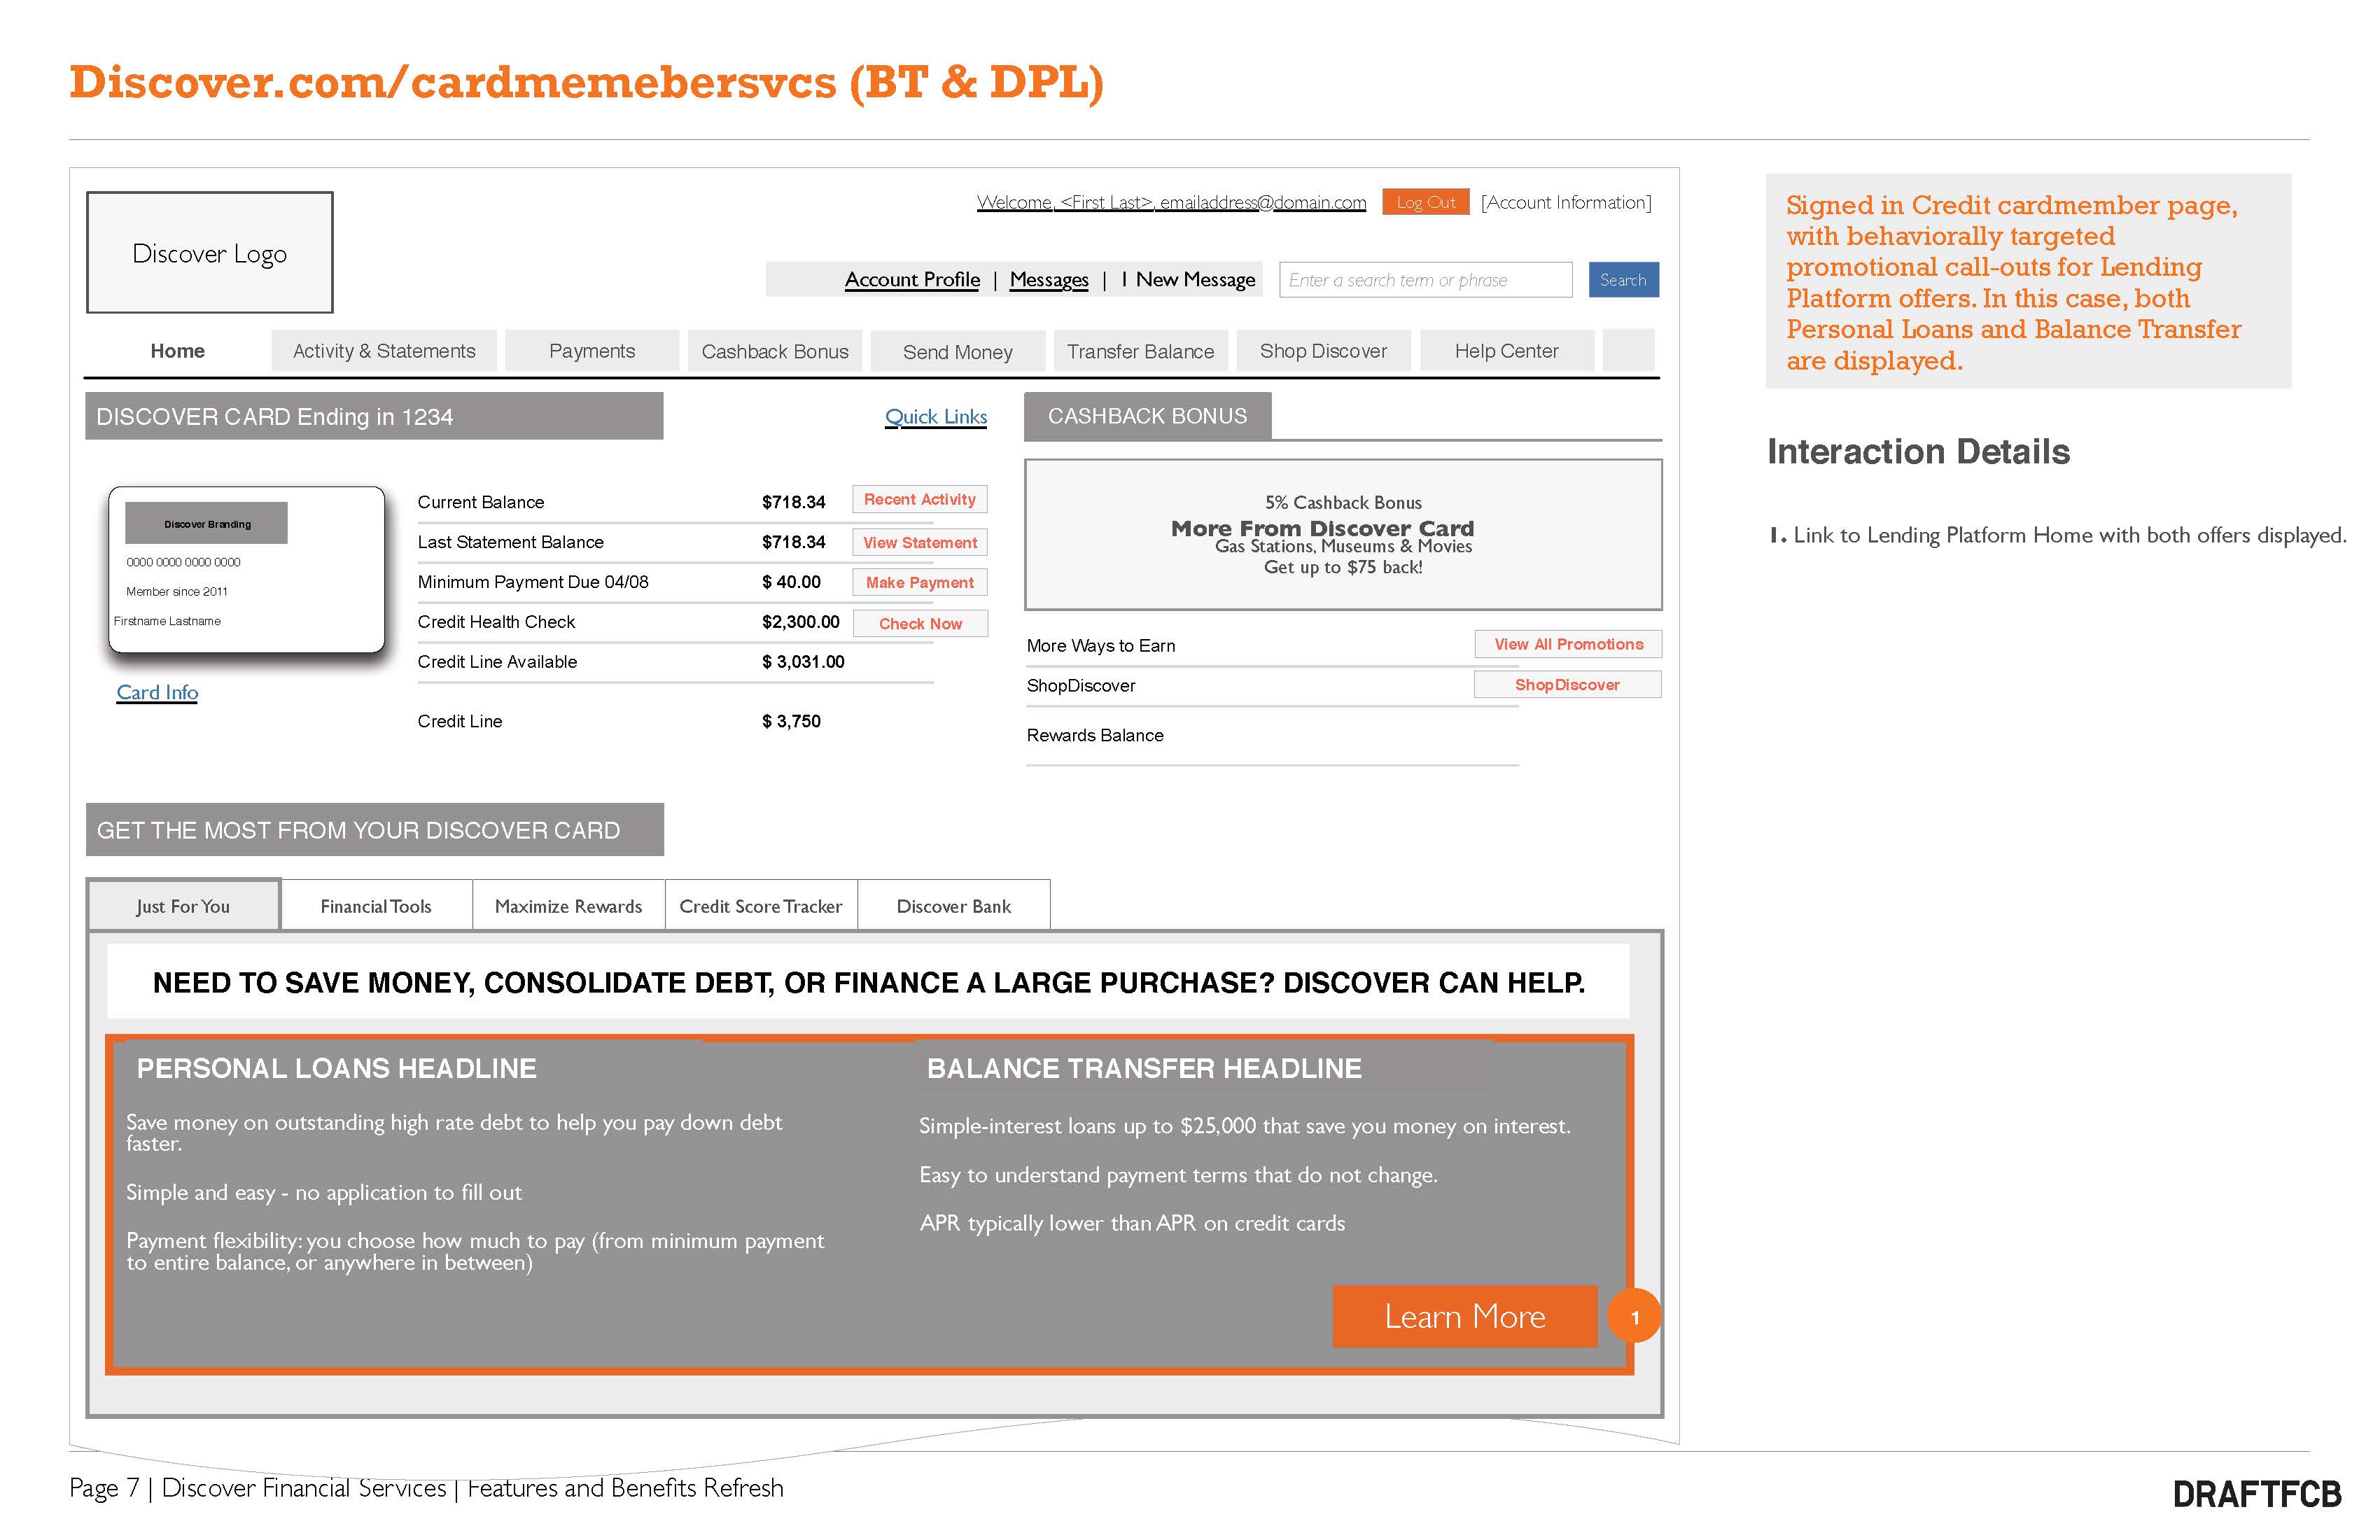 Discover.com/cardmemebersvcs (BT & DPL)
Welcome, <First Last>, emailaddress@domain.com Log Out [Account Information]
Discover Logo
Account Profile | Messages | 1 New Message Enter a search term or phrase Search
Home Activity & Statements Payments Cashback Bonus Send Money Transfer Balance Shop Discover Help Center
DISCOVER CARD Ending in 1234 Quick Links
Discover Branding
0000 0000 0000 0000
Member since 2011
Firstname Lastname
Card Info
Current Balance $718.34 Recent Activity
Last Statement Balance $718.34 View Statement
Minimum Payment Due 04/08 $ 40.00 Make Payment
Credit Health Check $2,300.00 Check Now
Credit Line Available $ 3,031.00
Credit Line $ 3,750
CASHBACK BONUS
5% Cashback Bonus
More From Discover Card
Gas Stations, Museums & Movies
Get up to $75 back!
More Ways to Earn View All Promotions
ShopDiscover ShopDiscover
Rewards Balance
GET THE MOST FROM YOUR DISCOVER CARD
Just For You Financial Tools Maximize Rewards Credit Score Tracker Discover Bank
NEED TO SAVE MONEY, CONSOLIDATE DEBT, OR FINANCE A LARGE PURCHASE? DISCOVER CAN HELP.
PERSONAL LOANS HEADLINE
Save money on outstanding high rate debt to help you pay down debt
faster.
Simple and easy - no application to fill out
Payment flexibility: you choose how much to pay (from minimum payment
to entire balance, or anywhere in between)
BALANCE TRANSFER HEADLINE
Simple-interest loans up to $25,000 that save you money on interest.
Easy to understand payment terms that do not change.
APR typically lower than APR on credit cards
Learn More 1
Signed in Credit cardmember page,
with behaviorally targeted
promotional call-outs for Lending
Platform offers. In this case, both
Personal Loans and Balance Transfer
are displayed.
Interaction Details
1. Link to Lending Platform Home with both offers displayed.
Page 7 | Discover Financial Services | Features and Benefits Refresh
DRAFTFCB